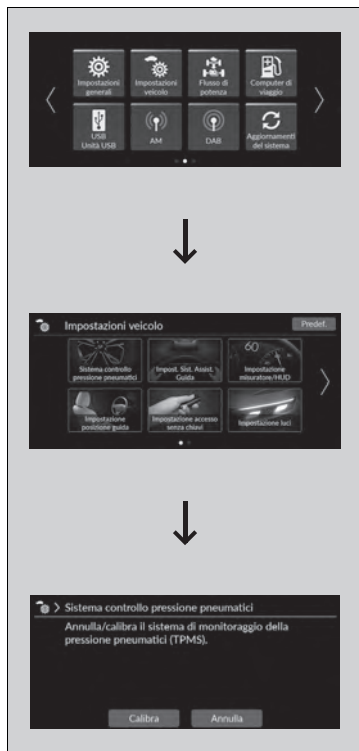 Impostazioni generali
Impostazioni veicolo
Flusso di potenza
Computer di viaggio
USB
Unità USB
AM
DAB
Aggiornamenti del sistema
Impostazioni veicolo
Predef.
Sistema controllo pressione pneumatici
Impost. Sist. Assist. Guida
60
Impostazione misuratore/HUD
Impostazione posizione guida
Impostazione accesso senza chiavi
Impostazione luci
Sistema controllo pressione pneumatici
Annulla/calibra il sistema di monitoraggio della
pressione pneumatici (TPMS).
Calibra
Annulla